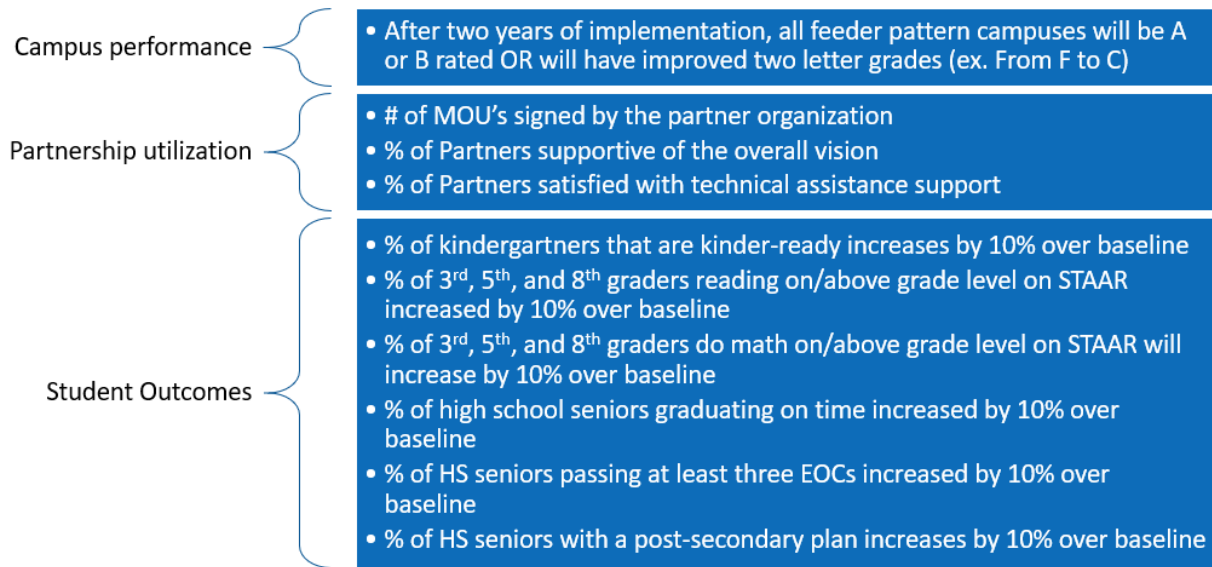 Campus performance
• After two years of implementation, all feeder pattern campuses will be A
or B rated OR will have improved two letter grades (ex. From F to C)
Partnership utilization
• # of MOU’s signed by the partner organization
• % of Partners supportive of the overall vision
• % of Partners satisfied with technical assistance support
Student Outcomes
• % of kindergartners that are kinder-ready increases by 10% over baseline
• % of 3rd, 5th, and 8th graders reading on/above grade level on STAAR
increased by 10% over baseline
• % of 3rd, 5th, and 8th graders do math on/above grade level on STAAR will
increase by 10% over baseline
• % of high school seniors graduating on time increased by 10% over
baseline
• % of HS seniors passing at least three EOCs increased by 10% over
baseline
• % of HS seniors with a post-secondary plan increases by 10% over baseline